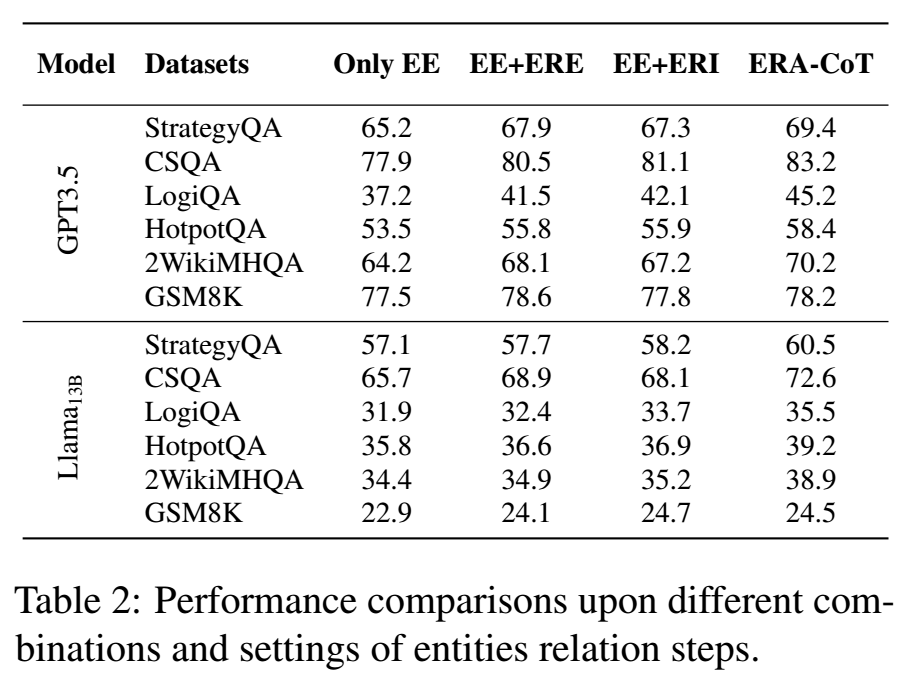 Model Datasets Only EE EE+ERE EE+ERI ERA-CoT
GPT3.5
StrategyQA 65.2 67.9 67.3 69.4
CSQA 77.9 80.5 81.1 83.2
LogiQA 37.2 41.5 42.1 45.2
HotpotQA 53.5 55.8 55.9 58.4
2WikiMHQA 64.2 68.1 67.2 70.2
GSM8K 77.5 78.6 77.8 78.2
Llama13B
StrategyQA 57.1 57.7 58.2 60.5
CSQA 65.7 68.9 68.1 72.6
LogiQA 31.9 32.4 33.7 35.5
HotpotQA 35.8 36.6 36.9 39.2
2WikiMHQA 34.4 34.9 35.2 38.9
GSM8K 22.9 24.1 24.7 24.5
Table 2: Performance comparisons upon different com-
binations and settings of entities relation steps.